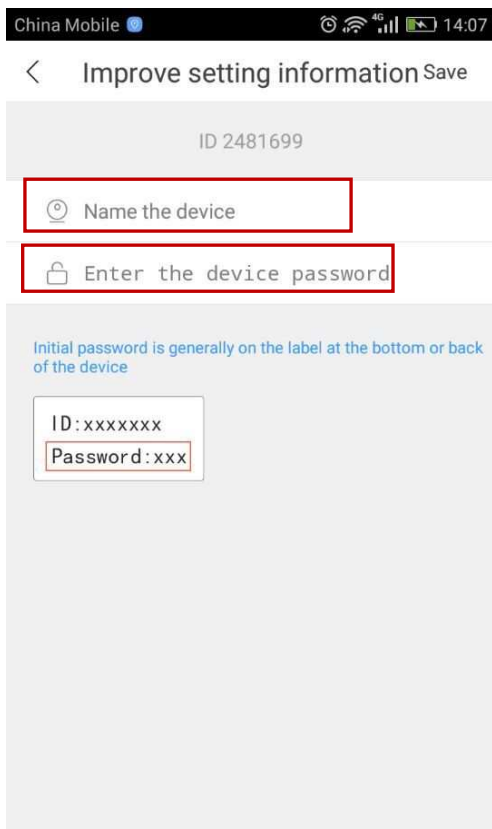 China Mobile 4G 14:07
Improve setting information Save
ID 2481699
Name the device
Enter the device password
Initial password is generally on the label at the bottom or back
of the device
ID:xxxxxxx
Password:xxx